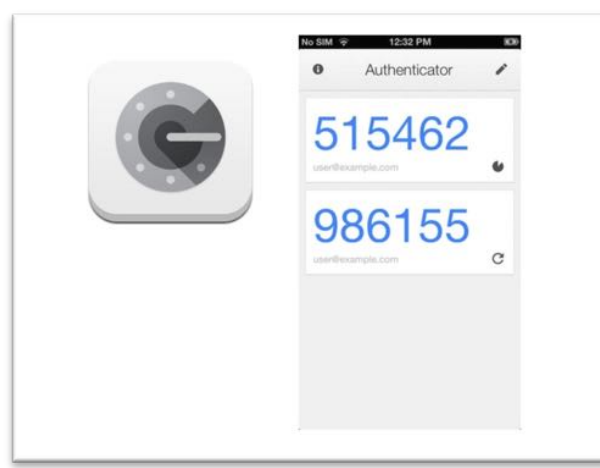 No SIM 12:32 PM
Authenticator
515462
user@example.com
986155
user@example.com